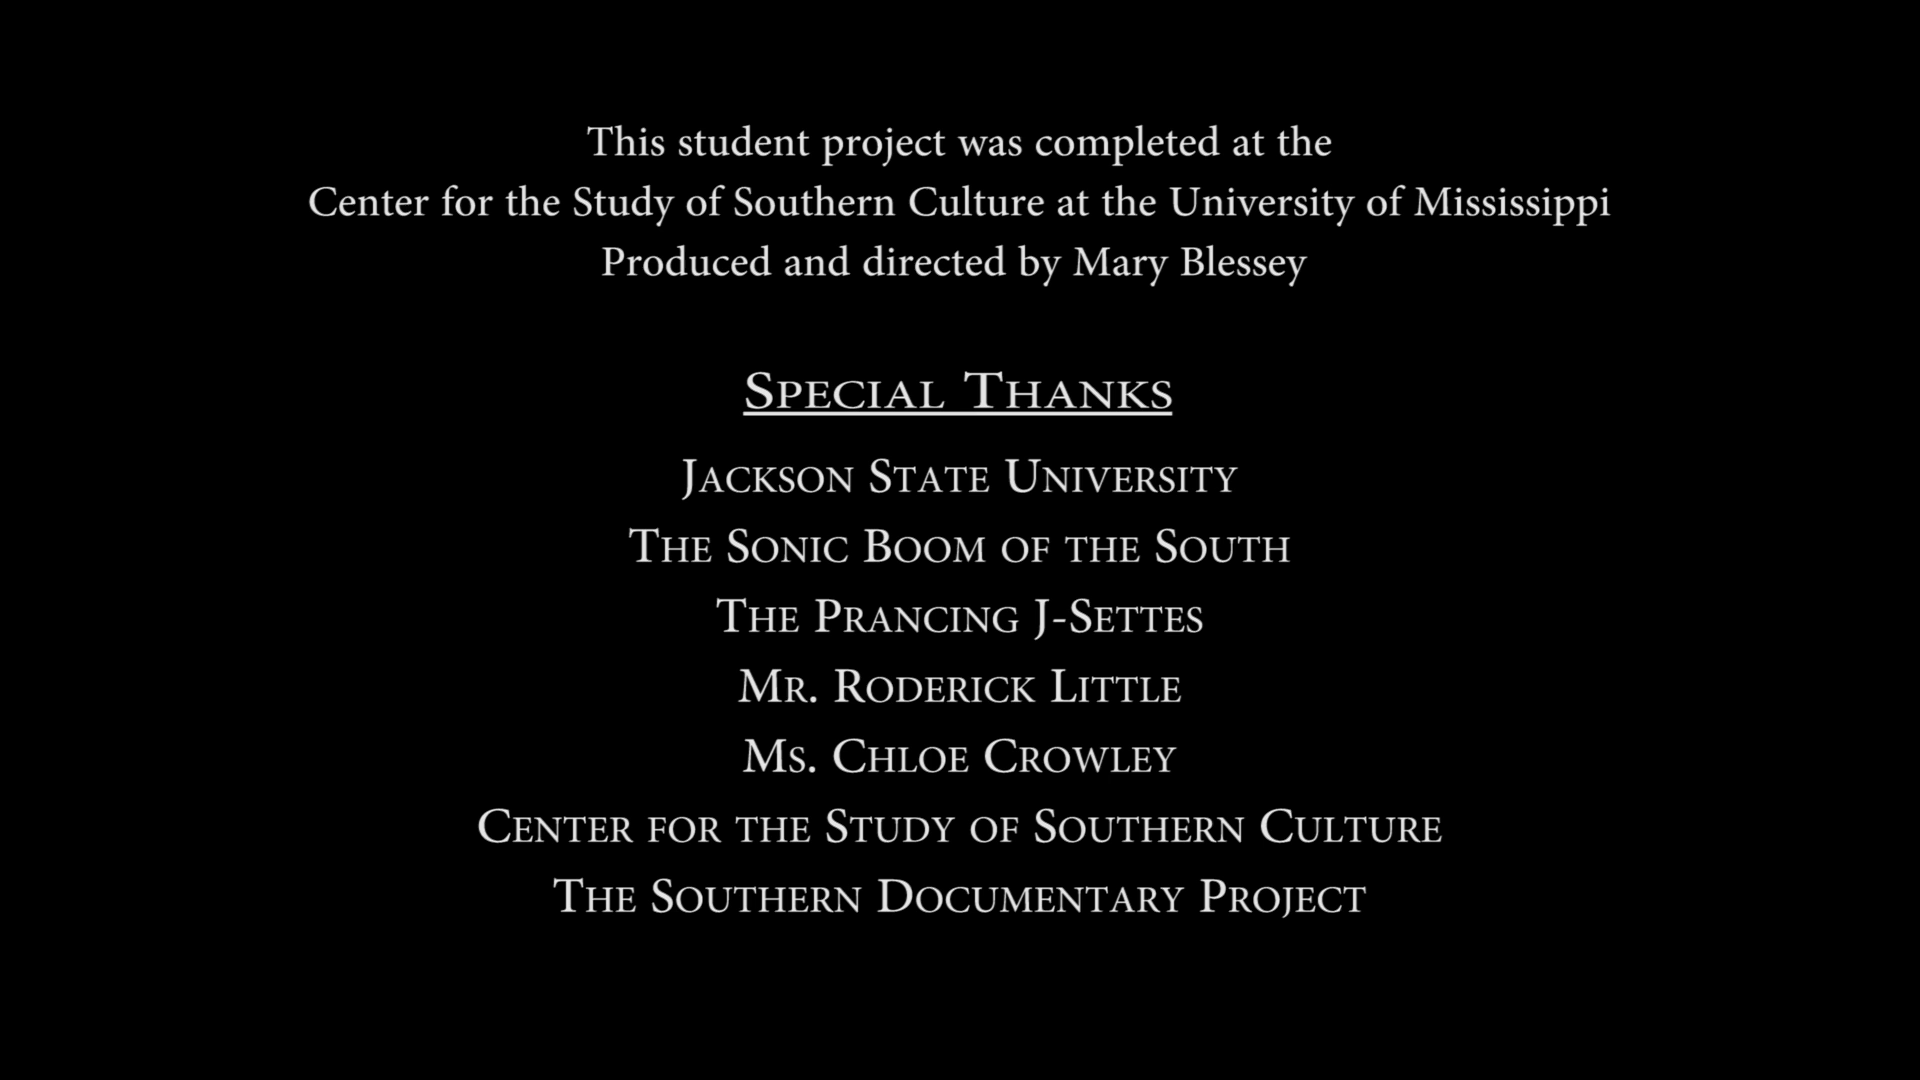 This student project was completed at the
Center for the Study of Southern Culture at the University of Mississippi
Produced and directed by Mary Blessey
Special Thanks
Jackson State University
The Sonic Boom of the South
The Prancing J-Settes
Mr. Roderick Little
Ms. Chloe Crowley
Center for the Study of Southern Culture
The Southern Documentary Project